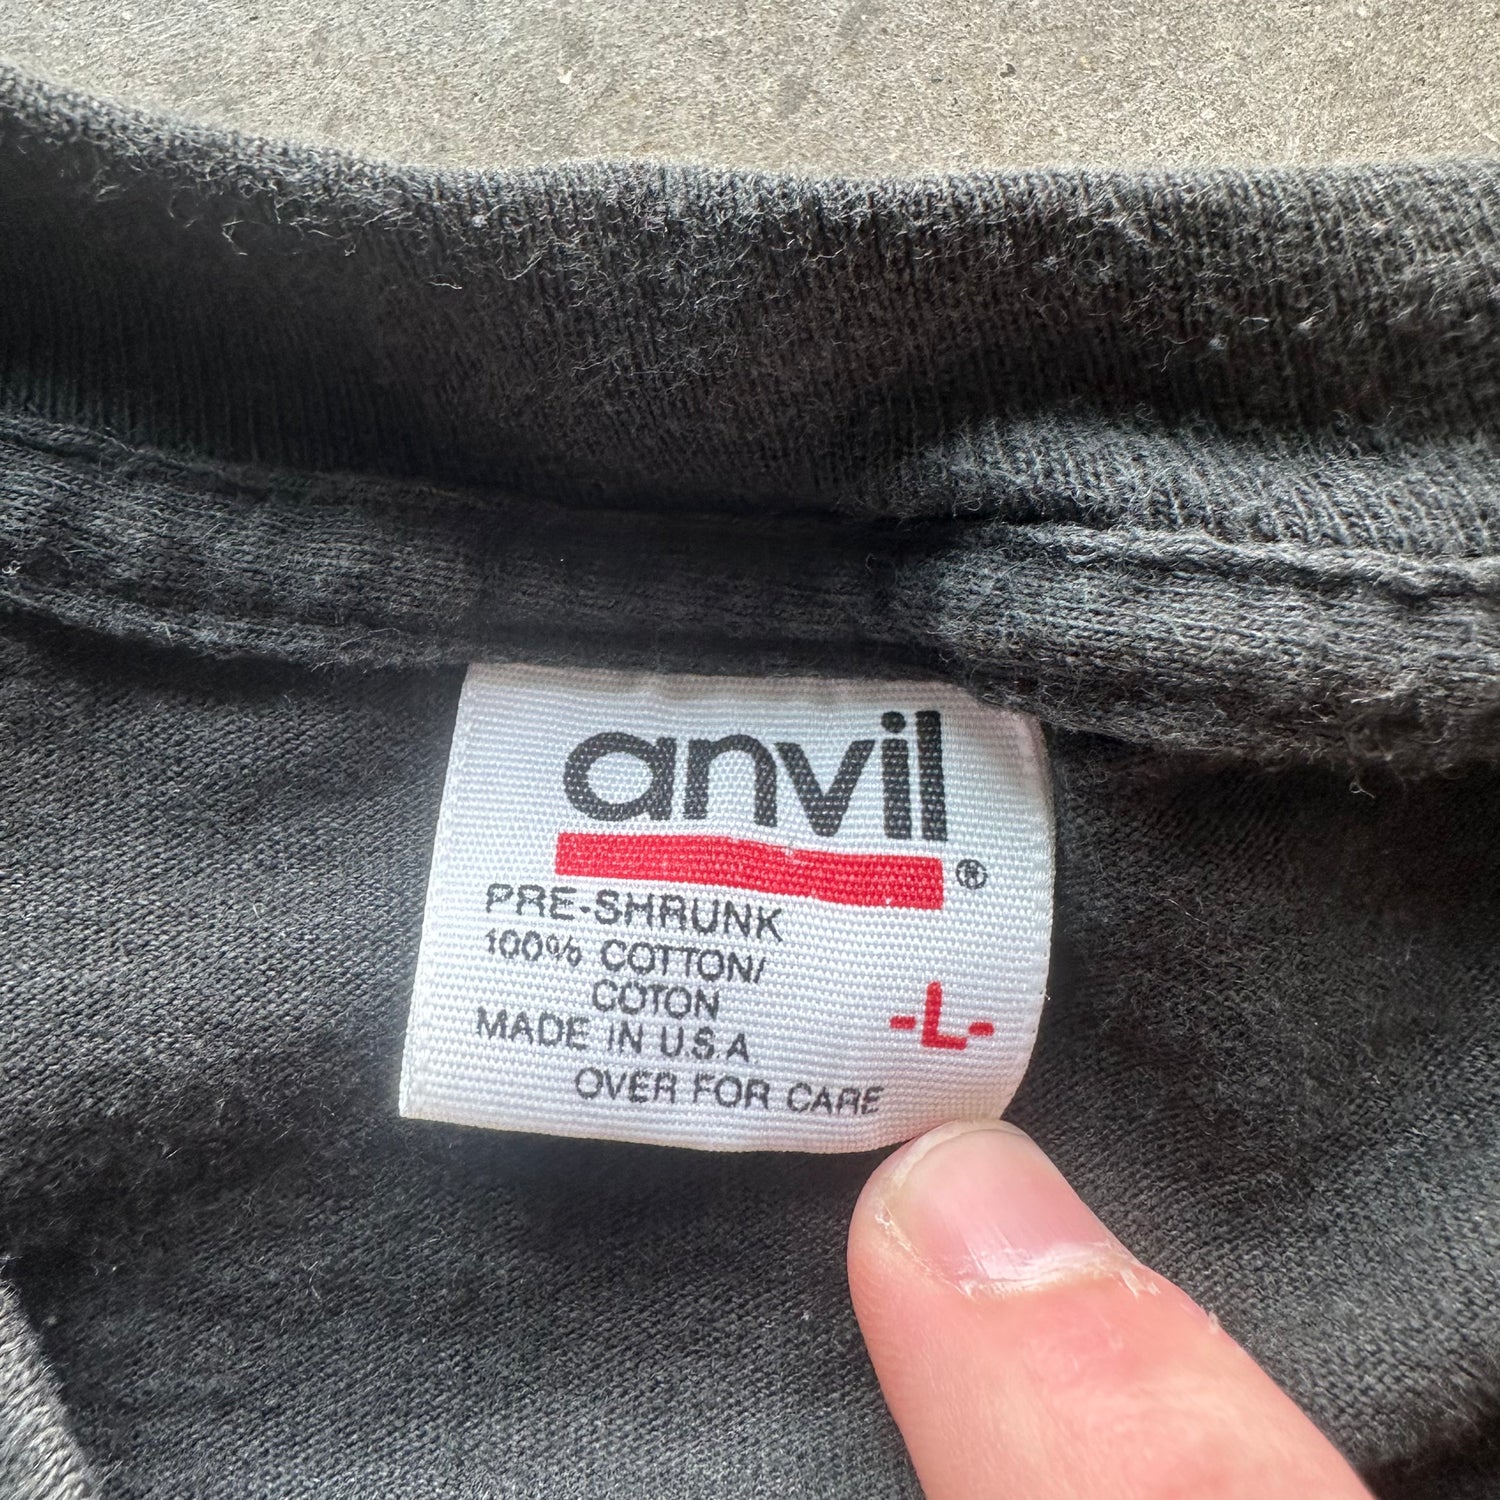 anvil®
PRE-SHRUNK
100% COTTON/
COTON
MADE IN U.S.A.
-L-
OVER FOR CARE